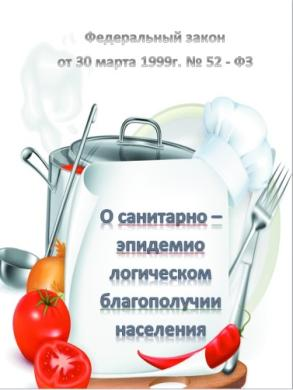 Федеральный закон
от 30 марта 1999г. № 52 - ФЗ
О санитарно –
эпидемио
логическом
благополучии
населения